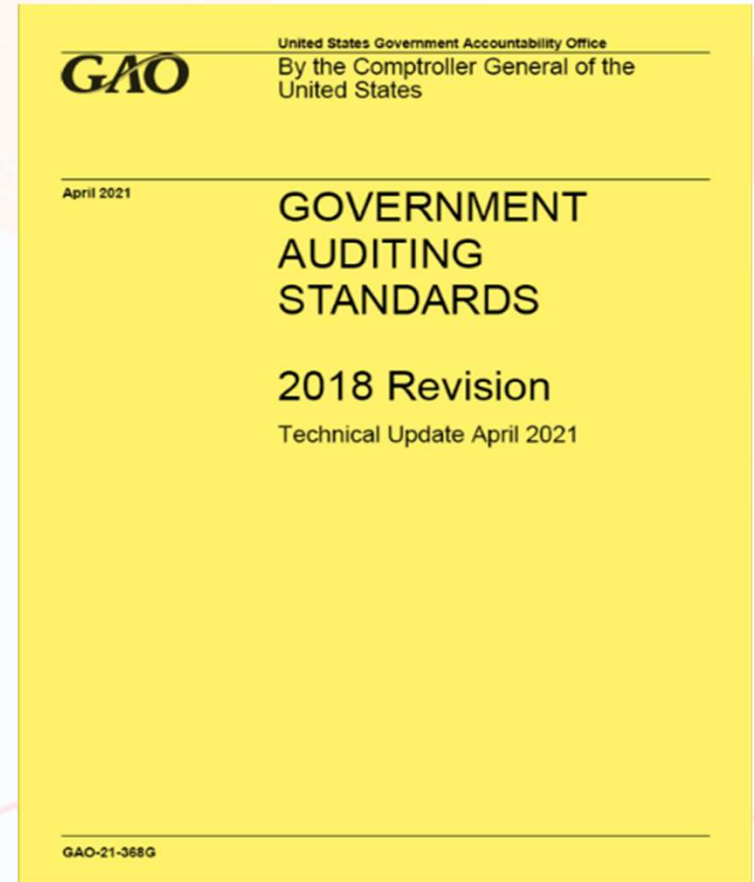 United States Government Accountability Office
GAO
By the Comptroller General of the
United States
April 2021
GOVERNMENT
AUDITING
STANDARDS
2018 Revision
Technical Update April 2021
GAO-21-368G